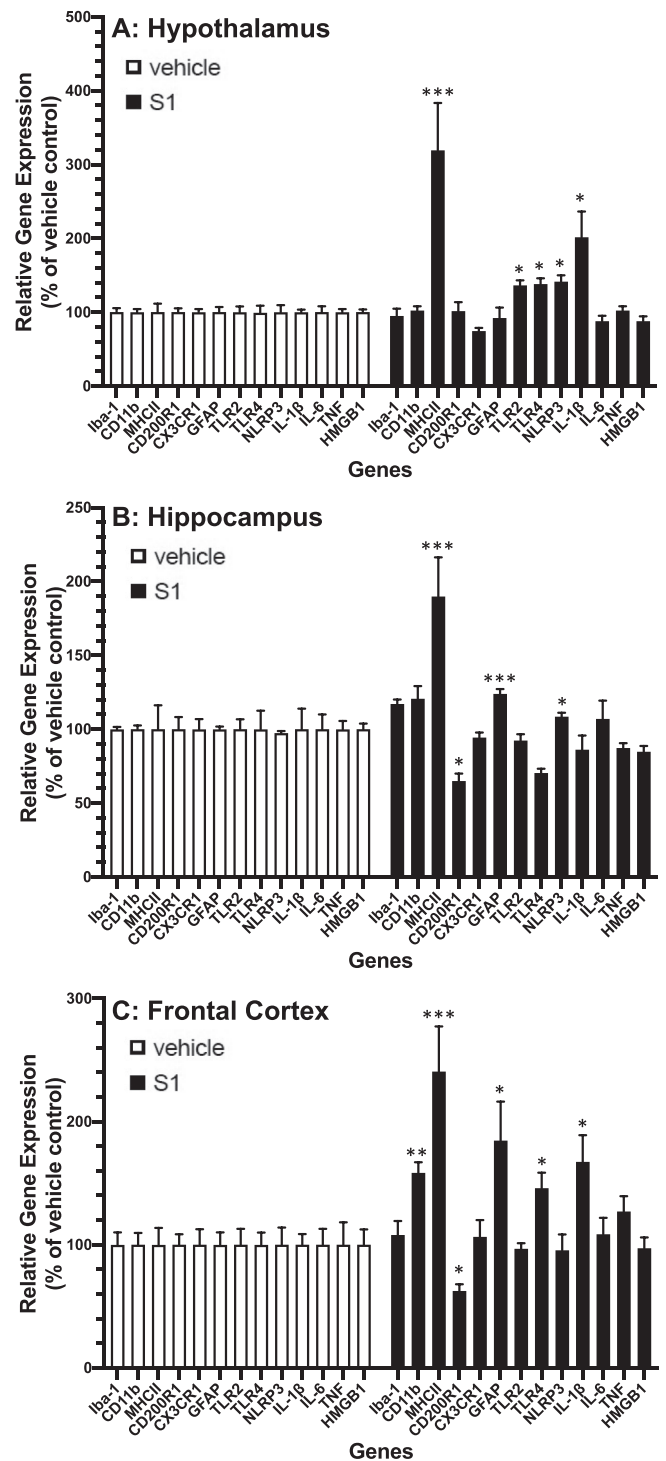 A: Hypothalamus
vehicle
S1
Relative Gene Expression
(% of vehicle control)
500
400
300
200
100
0
***
*
*
*
*
Iba-1 CD11b MHCII CD200R1 CX3CR1 GFAP TLR2 TLR4 NLRP3 IL-1β IL-6 TNF HMGB1 Iba-1 CD11b MHCII CD200R1 CX3CR1 GFAP TLR2 TLR4 NLRP3 IL-1β IL-6 TNF HMGB1
Genes
B: Hippocampus
vehicle
S1
Relative Gene Expression
(% of vehicle control)
250
200
150
100
50
0
***
*
***
*
Iba-1 CD11b MHCII CD200R1 CX3CR1 GFAP TLR2 TLR4 NLRP3 IL-1β IL-6 TNF HMGB1 Iba-1 CD11b MHCII CD200R1 CX3CR1 GFAP TLR2 TLR4 NLRP3 IL-1β IL-6 TNF HMGB1
Genes
C: Frontal Cortex
vehicle
S1
Relative Gene Expression
(% of vehicle control)
300
200
100
0
**
***
*
*
*
*
Iba-1 CD11b MHCII CD200R1 CX3CR1 GFAP TLR2 TLR4 NLRP3 IL-1β IL-6 TNF HMGB1 Iba-1 CD11b MHCII CD200R1 CX3CR1 GFAP TLR2 TLR4 NLRP3 IL-1β IL-6 TNF HMGB1
Genes